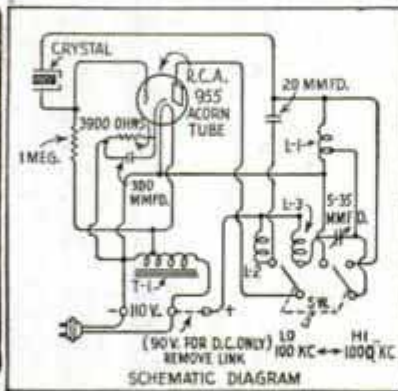 CRYSTAL
R.C.A.
955
ACORN
TUBE
20 MMFD.
3900 OHMS
1 MEG.
300
MMFD.
L-1
L-3
5-35
MMFD.
L-2
T-1
SW.
- 110 V. +
(90 V. FOR D.C. ONLY)
REMOVE LINK
LO HI
100 KC ↔ 1000 KC
SCHEMATIC DIAGRAM